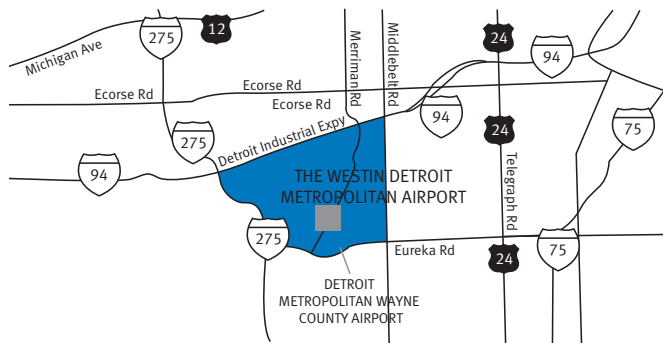 275
12
Michigan Ave
Merriman Rd
Middlebelt Rd
24
94
Ecorse Rd
Ecorse Rd
Ecorse Rd
94
275
Detroit Industrial Expy
24
75
94
THE WESTIN DETROIT
METROPOLITAN AIRPORT
Telegraph Rd
275
Eureka Rd
24
75
DETROIT
METROPOLITAN WAYNE
COUNTY AIRPORT